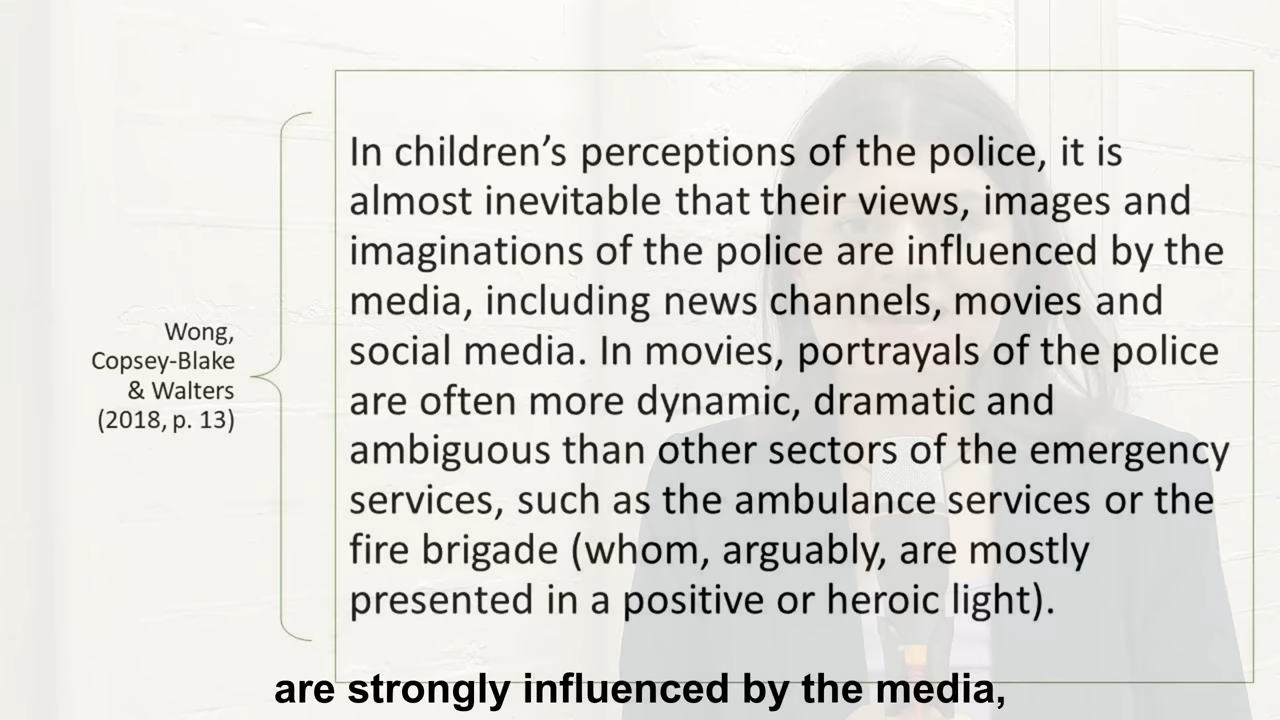 Wong,
Copsey-Blake
& Walters
(2018, p. 13)
In children’s perceptions of the police, it is
almost inevitable that their views, images and
imaginations of the police are influenced by the
media, including news channels, movies and
social media. In movies, portrayals of the police
are often more dynamic, dramatic and
ambiguous than other sectors of the emergency
services, such as the ambulance services or the
fire brigade (whom, arguably, are mostly
presented in a positive or heroic light).
are strongly influenced by the media,